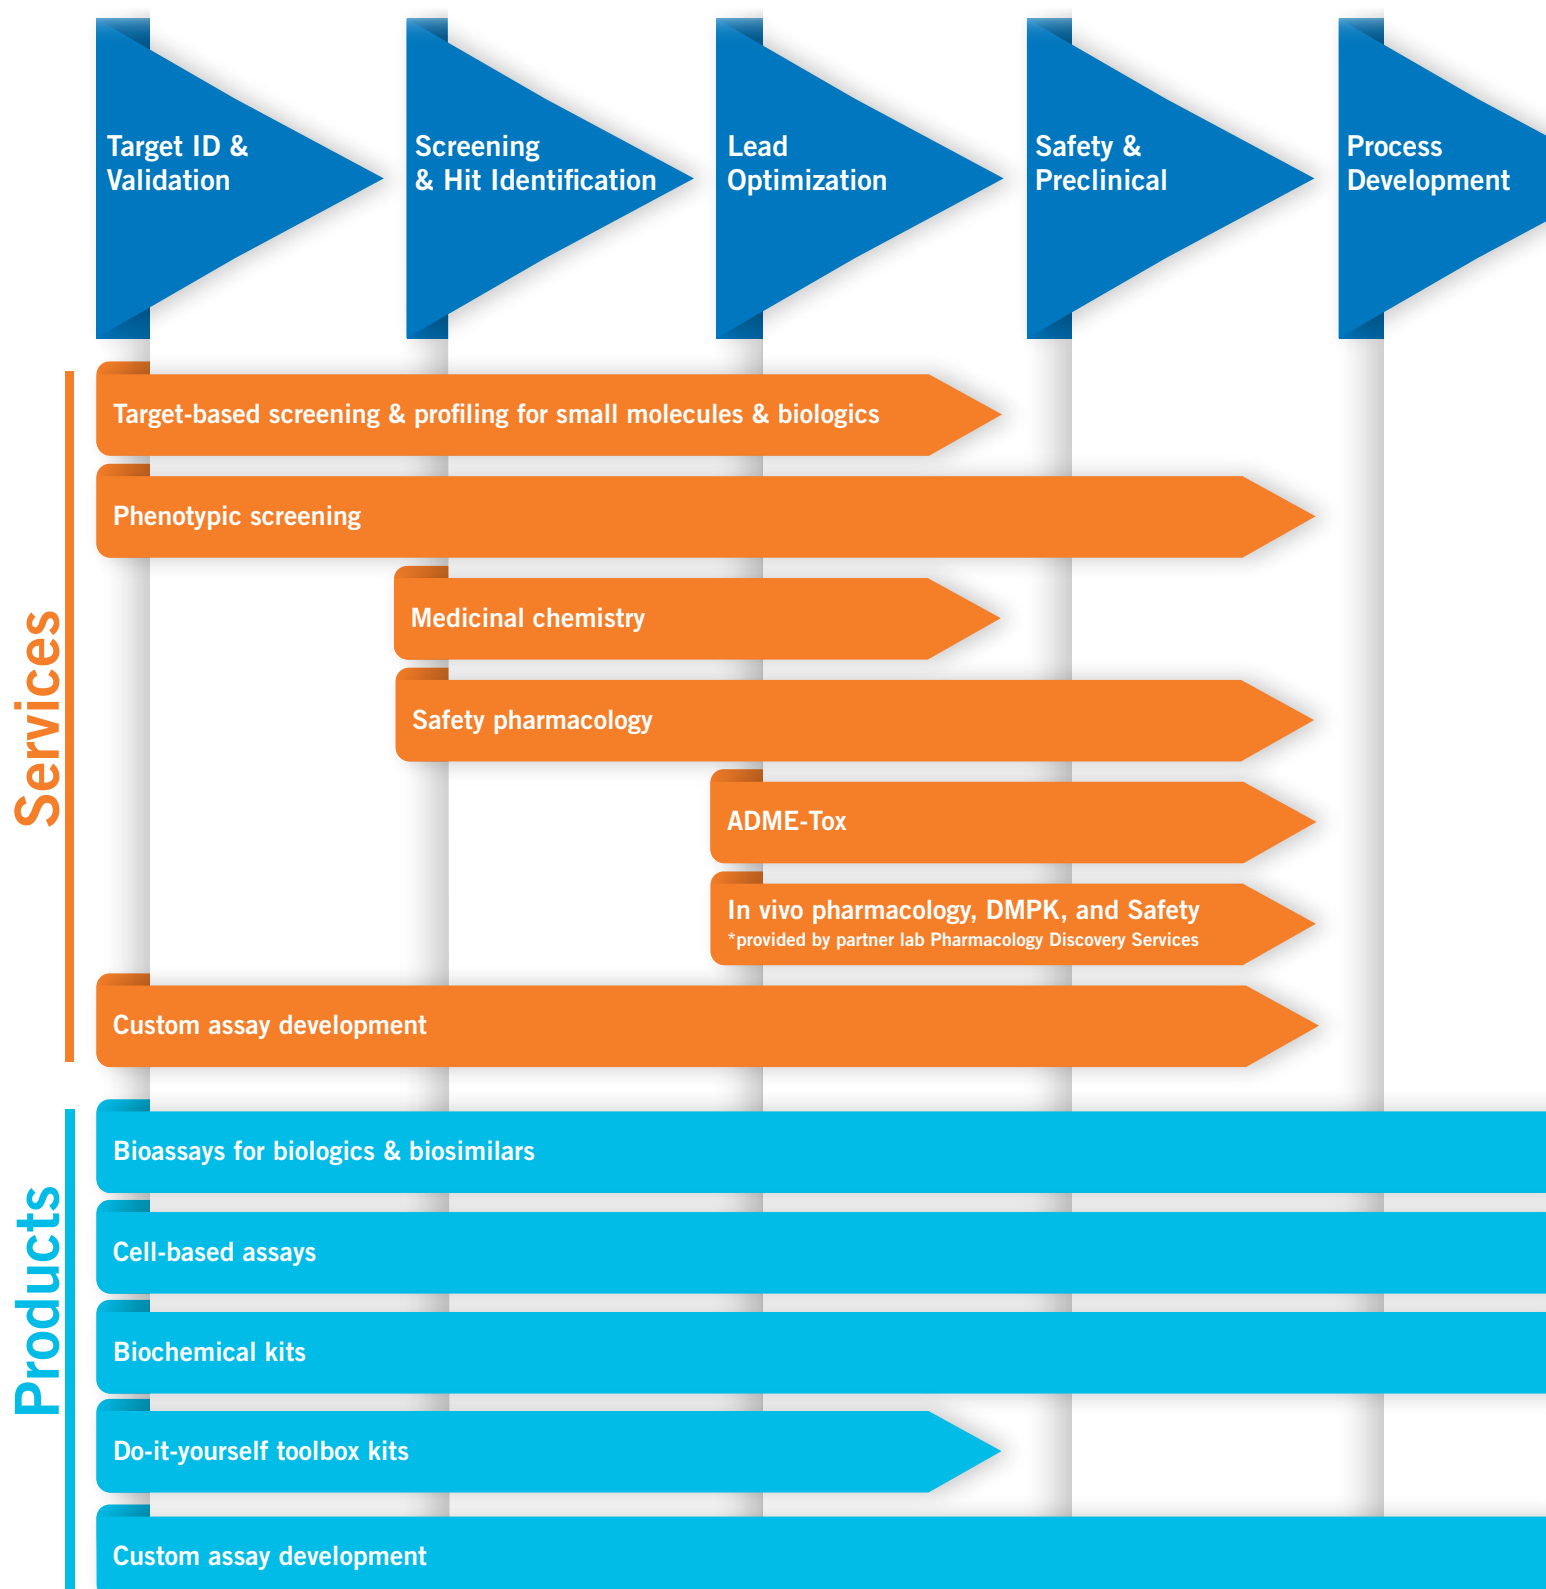 Target ID &
Validation
Screening
& Hit Identification
Lead
Optimization
Safety &
Preclinical
Process
Development
Services
Target-based screening & profiling for small molecules & biologics
Phenotypic screening
Medicinal chemistry
Safety pharmacology
ADME-Tox
In vivo pharmacology, DMPK, and Safety
*provided by partner lab Pharmacology Discovery Services
Custom assay development
Products
Bioassays for biologics & biosimilars
Cell-based assays
Biochemical kits
Do-it-yourself toolbox kits
Custom assay development